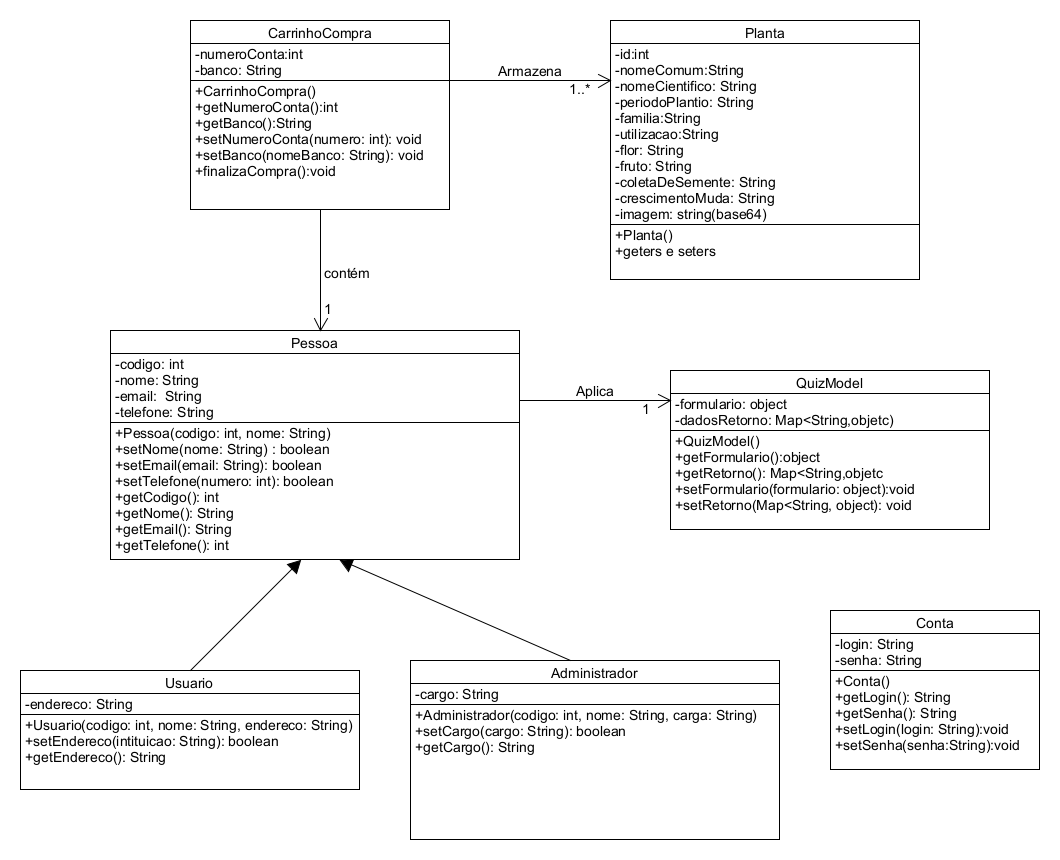 CarrinhoCompra
-numeroConta:int
-banco: String
+CarrinhoCompra()
+getNumeroConta():int
+getBanco():String
+setNumeroConta(numero: int): void
+setBanco(nomeBanco: String): void
+finalizaCompra():void
Armazena
1..*
Planta
-id:int
-nomeComum:String
-nomeCientifico: String
-periodoPlantio: String
-familia:String
-utilizacao:String
-flor: String
-fruto: String
-coletaDeSemente: String
-crescimentoMuda: String
-imagem: string(base64)
+Planta()
+geters e seters
contém
1
Pessoa
-codigo: int
-nome: String
-email:  String
-telefone: String
+Pessoa(codigo: int, nome: String)
+setNome(nome: String) : boolean
+setEmail(email: String): boolean
+setTelefone(numero: int): boolean
+getCodigo(): int
+getNome(): String
+getEmail(): String
+getTelefone(): int
Aplica
1
QuizModel
-formulario: object
-dadosRetorno: Map<String,objetc)
+QuizModel()
+getFormulario():object
+getRetorno(): Map<String,objetc
+setFormulario(formulario: object):void
+setRetorno(Map<String, object): void
Usuario
-endereco: String
+Usuario(codigo: int, nome: String, endereco: String)
+setEndereco(intituicao: String): boolean
+getEndereco(): String
Administrador
-cargo: String
+Administrador(codigo: int, nome: String, carga: String)
+setCargo(cargo: String): boolean
+getCargo(): String
Conta
-login: String
-senha: String
+Conta()
+getLogin(): String
+getSenha(): String
+setLogin(login: String):void
+setSenha(senha:String):void